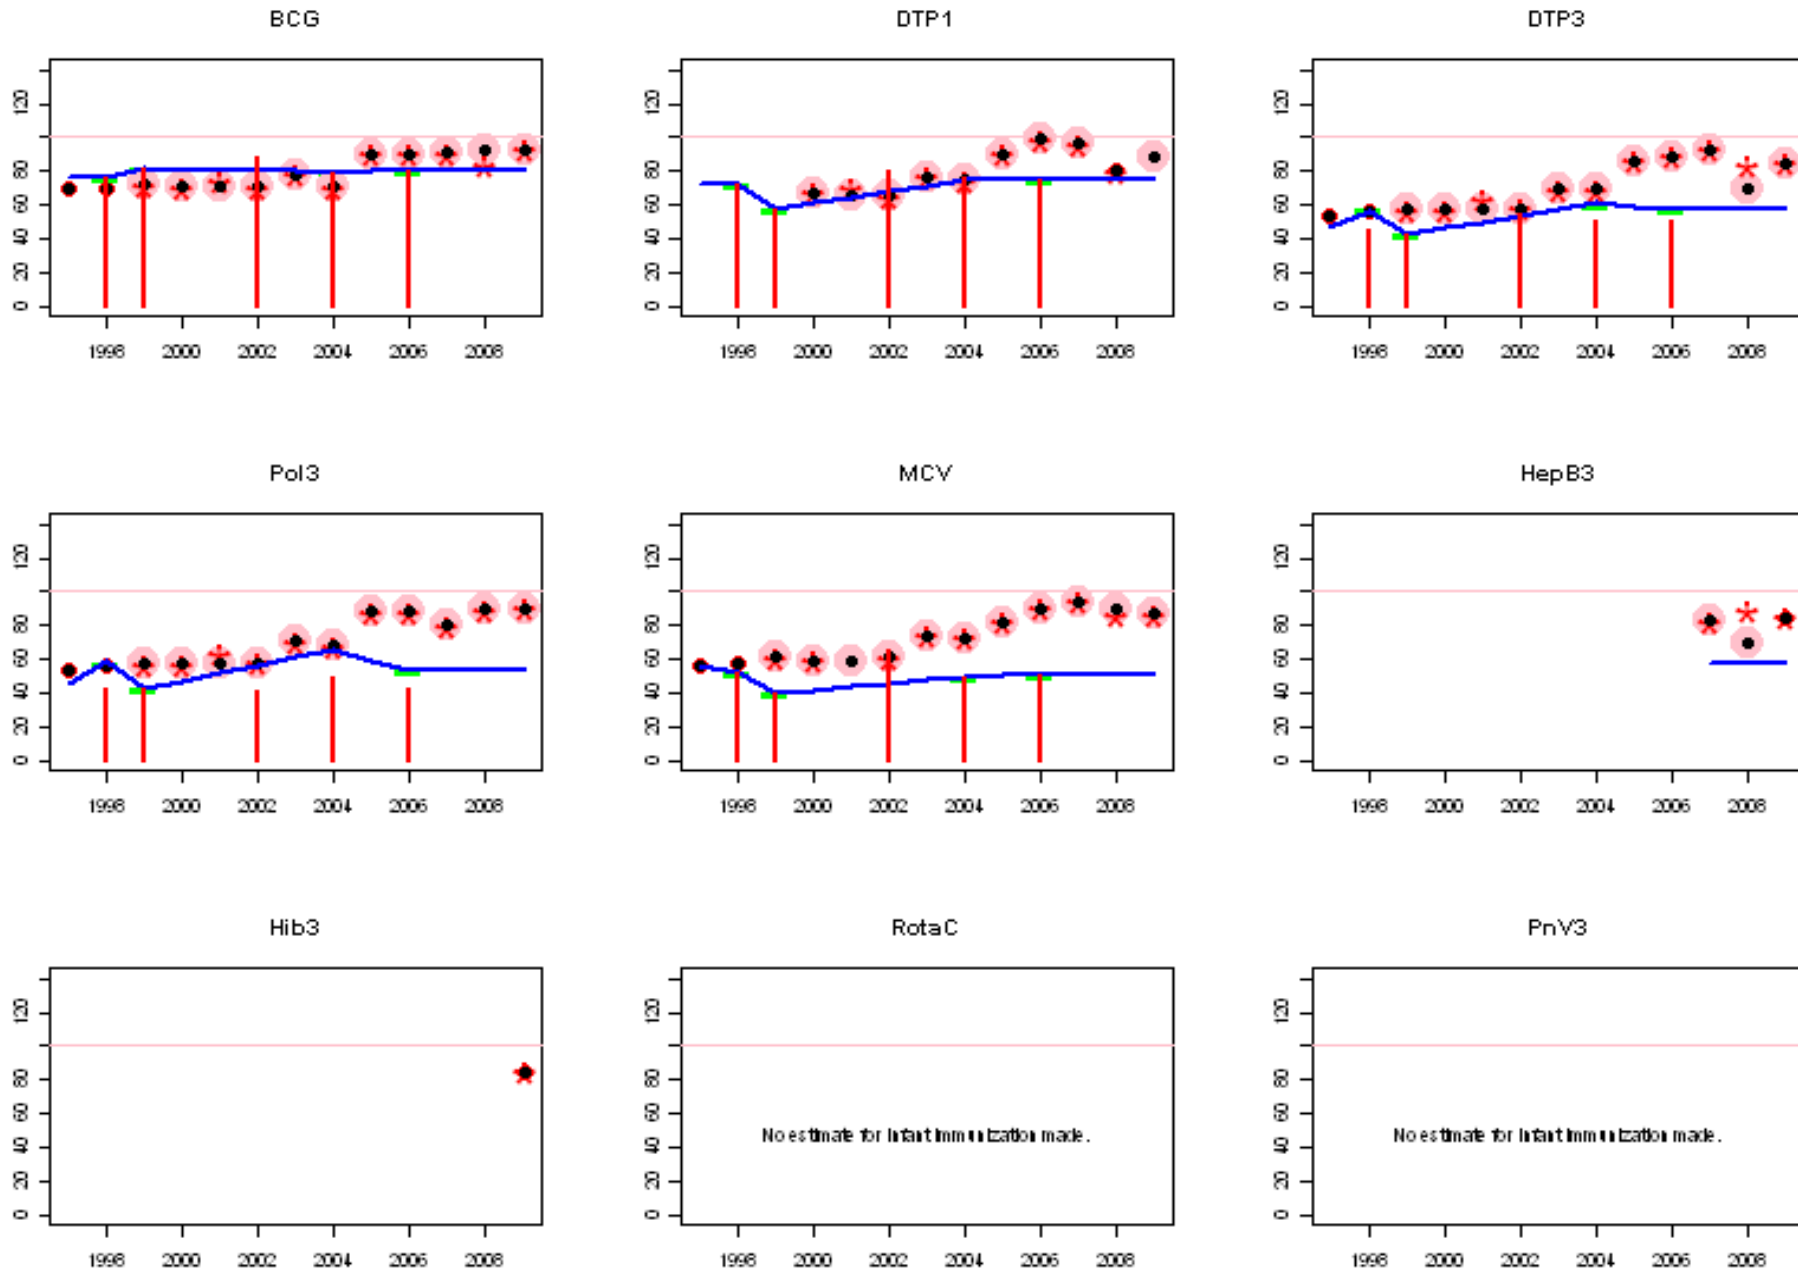 BCG DTP1 DTP3
120 120 120
80 80 80
60 60 60
40 40 40
20 20 20
0 0 0
1998 2000 2002 2004 2006 2008 1998 2000 2002 2004 2006 2008 1998 2000 2002 2004 2006 2008
Pol3 MCV HepB3
120 120 120
80 80 80
60 60 60
40 40 40
20 20 20
0 0 0
1998 2000 2002 2004 2006 2008 1998 2000 2002 2004 2006 2008 1998 2000 2002 2004 2006 2008
Hib3 RotaC PnV3
120 120 120
80 80 80
60 60 60
No estimate for infant immunization made. No estimate for infant immunization made.
40 40 40
20 20 20
0 0 0
1998 2000 2002 2004 2006 2008 1998 2000 2002 2004 2006 2008 1998 2000 2002 2004 2006 2008